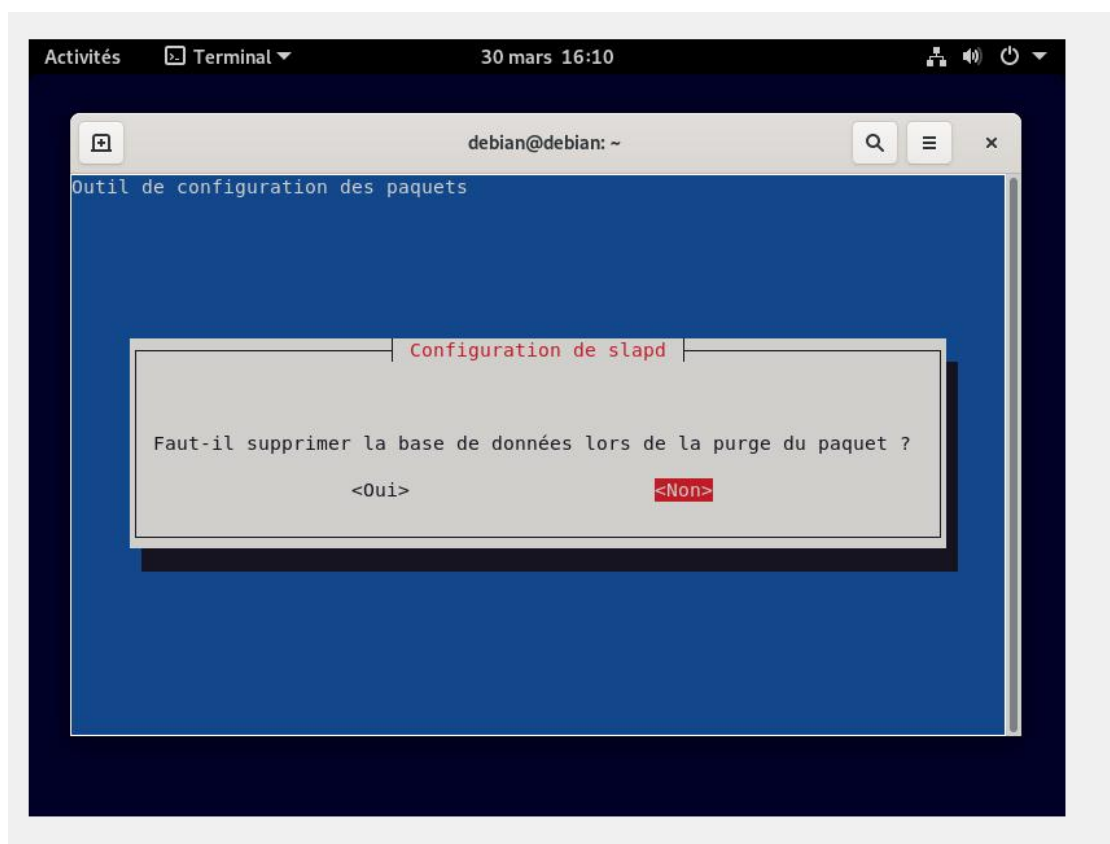 Activités Terminal 30 mars 16:10
debian@debian: ~
Outil de configuration des paquets
Configuration de slapd
Faut-il supprimer la base de données lors de la purge du paquet ?
<Oui> <Non>